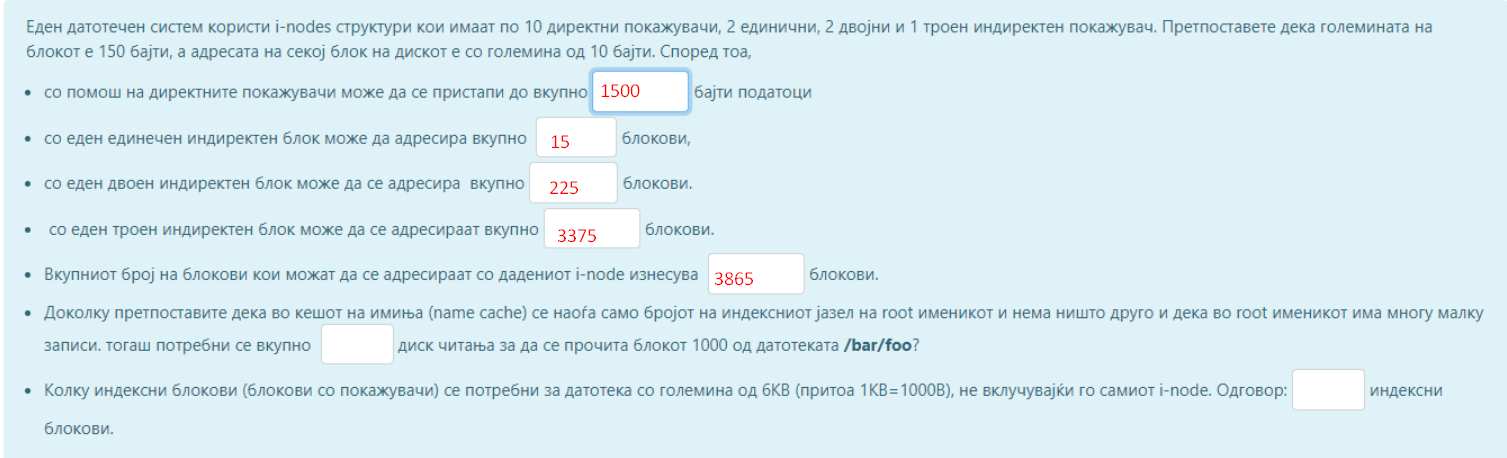 Еден датотечен систем користи i-nodes структури кои имаат по 10 директни покажувачи, 2 единични, 2 двојни и 1 троен индиректен покажувач. Претпоставете дека големината на
блокот е 150 бајти, а адресата на секој блок на дискот е со големина од 10 бајти. Според тоа,
• со помош на директните покажувачи може да се пристапи до вкупно 1500 бајти податоци
• со еден единечен индиректен блок може да адресира вкупно 15 блокови,
• со еден двоен индиректен блок може да се адресира вкупно 225 блокови.
• со еден троен индиректен блок може да се адресираат вкупно 3375 блокови.
• Вкупниот број на блокови кои можат да се адресираат со дадениот i-node изнесува 3865 блокови.
• Доколку претпоставите дека во кешот на имиња (name cache) се наоѓа само бројот на индексниот јазел на root именикот и нема ништо друго и дека во root именикот има многу малку
записи. тогаш потребни се вкупно диск читања за да се прочита блокот 1000 од датотеката /bar/foo?
• Колку индексни блокови (блокови со покажувачи) се потребни за датотека со големина од 6KB (притоа 1KB=1000B), не вклучувајќи го самиот i-node. Одговор: индексни
блокови.